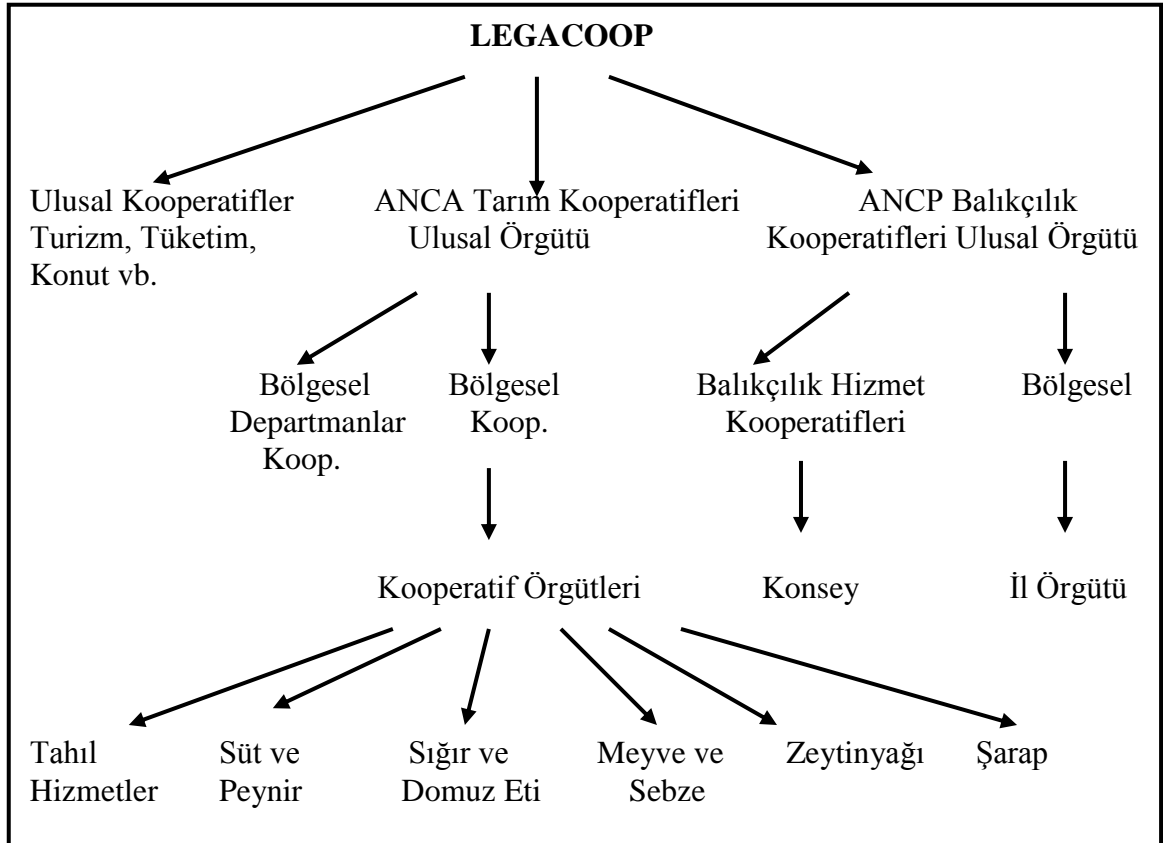 LEGACOOP
Ulusal Kooperatifler
Turizm, Tüketim,
Konut vb.
ANCA Tarım Kooperatifleri
Ulusal Örgütü
ANCP Balıkçılık
Kooperatifleri Ulusal Örgütü
Bölgesel
Departmanlar
Koop.
Bölgesel
Koop.
Balıkçılık Hizmet
Kooperatifleri
Bölgesel
Kooperatif Örgütleri
Konsey
İl Örgütü
Tahıl
Hizmetler
Süt ve
Peynir
Sığır ve
Domuz Eti
Meyve ve
Sebze
Zeytinyağı
Şarap